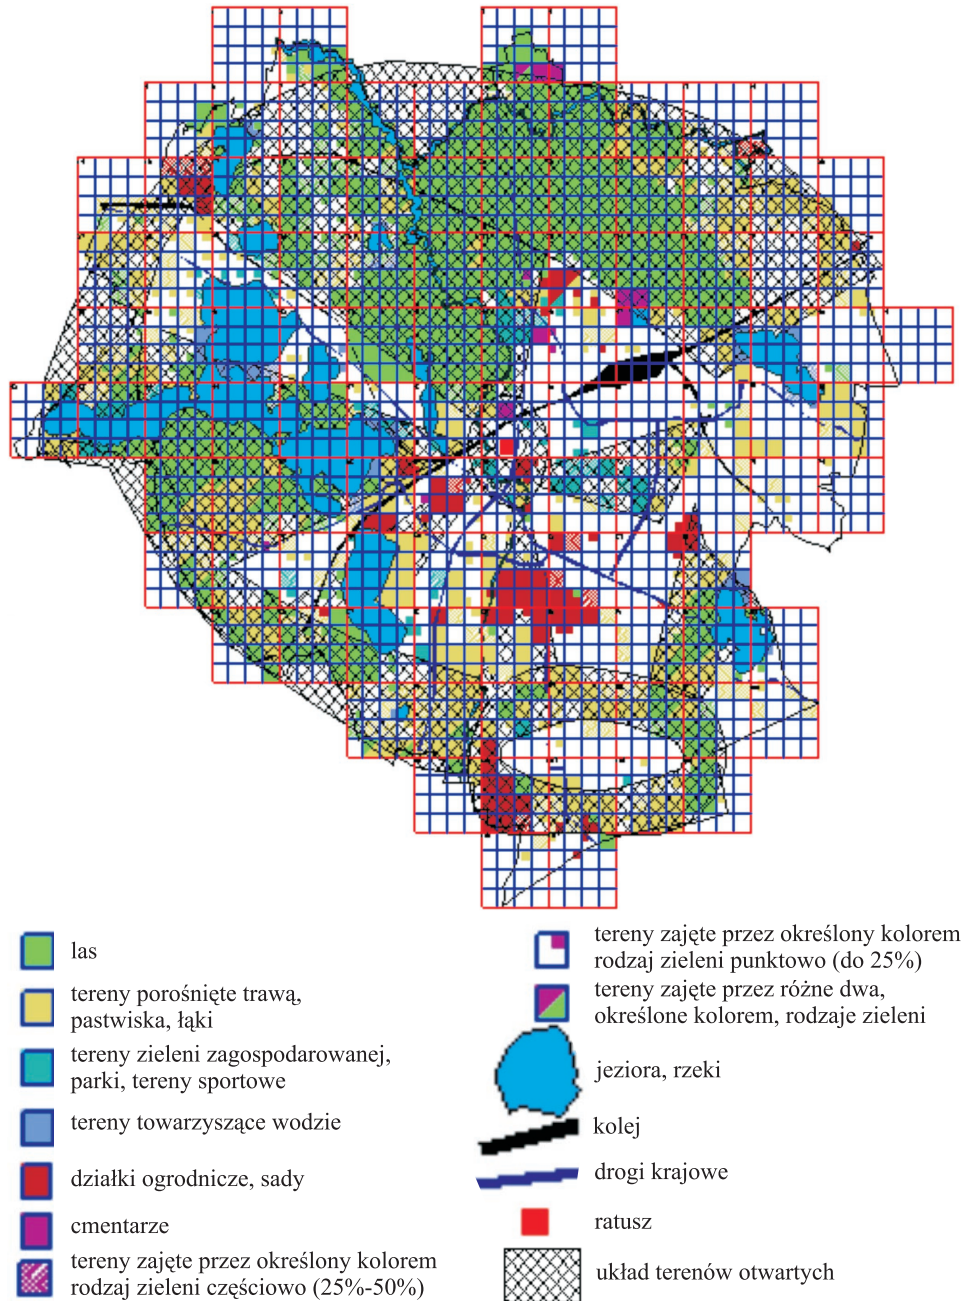 las
tereny porośnięte trawą,
pastwiska, łąki
tereny zieleni zagospodarowanej,
parki, tereny sportowe
tereny towarzyszące wodzie
działki ogrodnicze, sady
cmentarze
tereny zajęte przez określony kolorem
rodzaj zieleni częściowo (25%-50%)
tereny zajęte przez określony kolorem
rodzaj zieleni punktowo (do 25%)
tereny zajęte przez różne dwa,
określone kolorem, rodzaje zieleni
jeziora, rzeki
kolej
drogi krajowe
ratusz
układ terenów otwartych